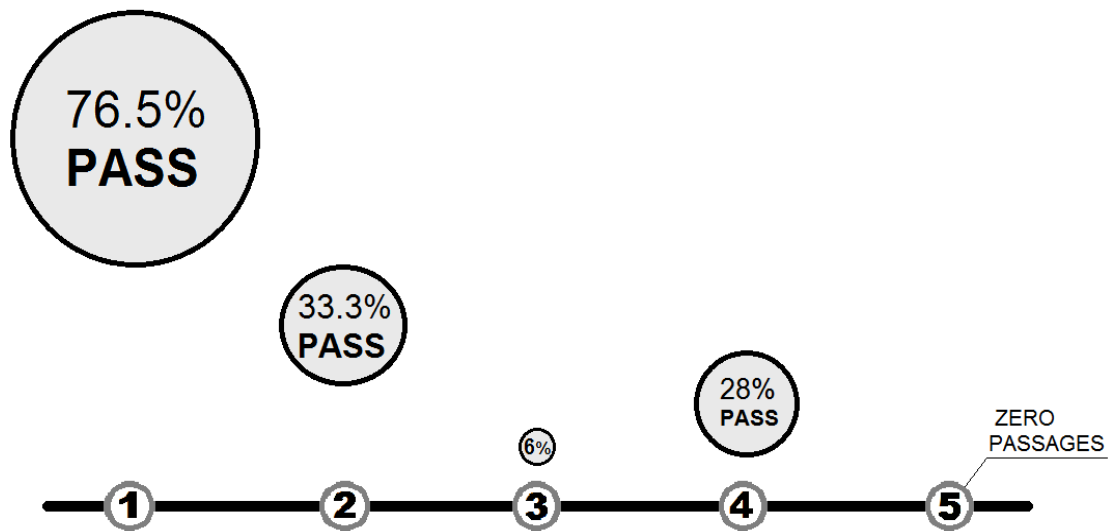 76.5%
PASS
33.3%
PASS
6%
28%
PASS
ZERO
PASSAGES
1
2
3
4
5